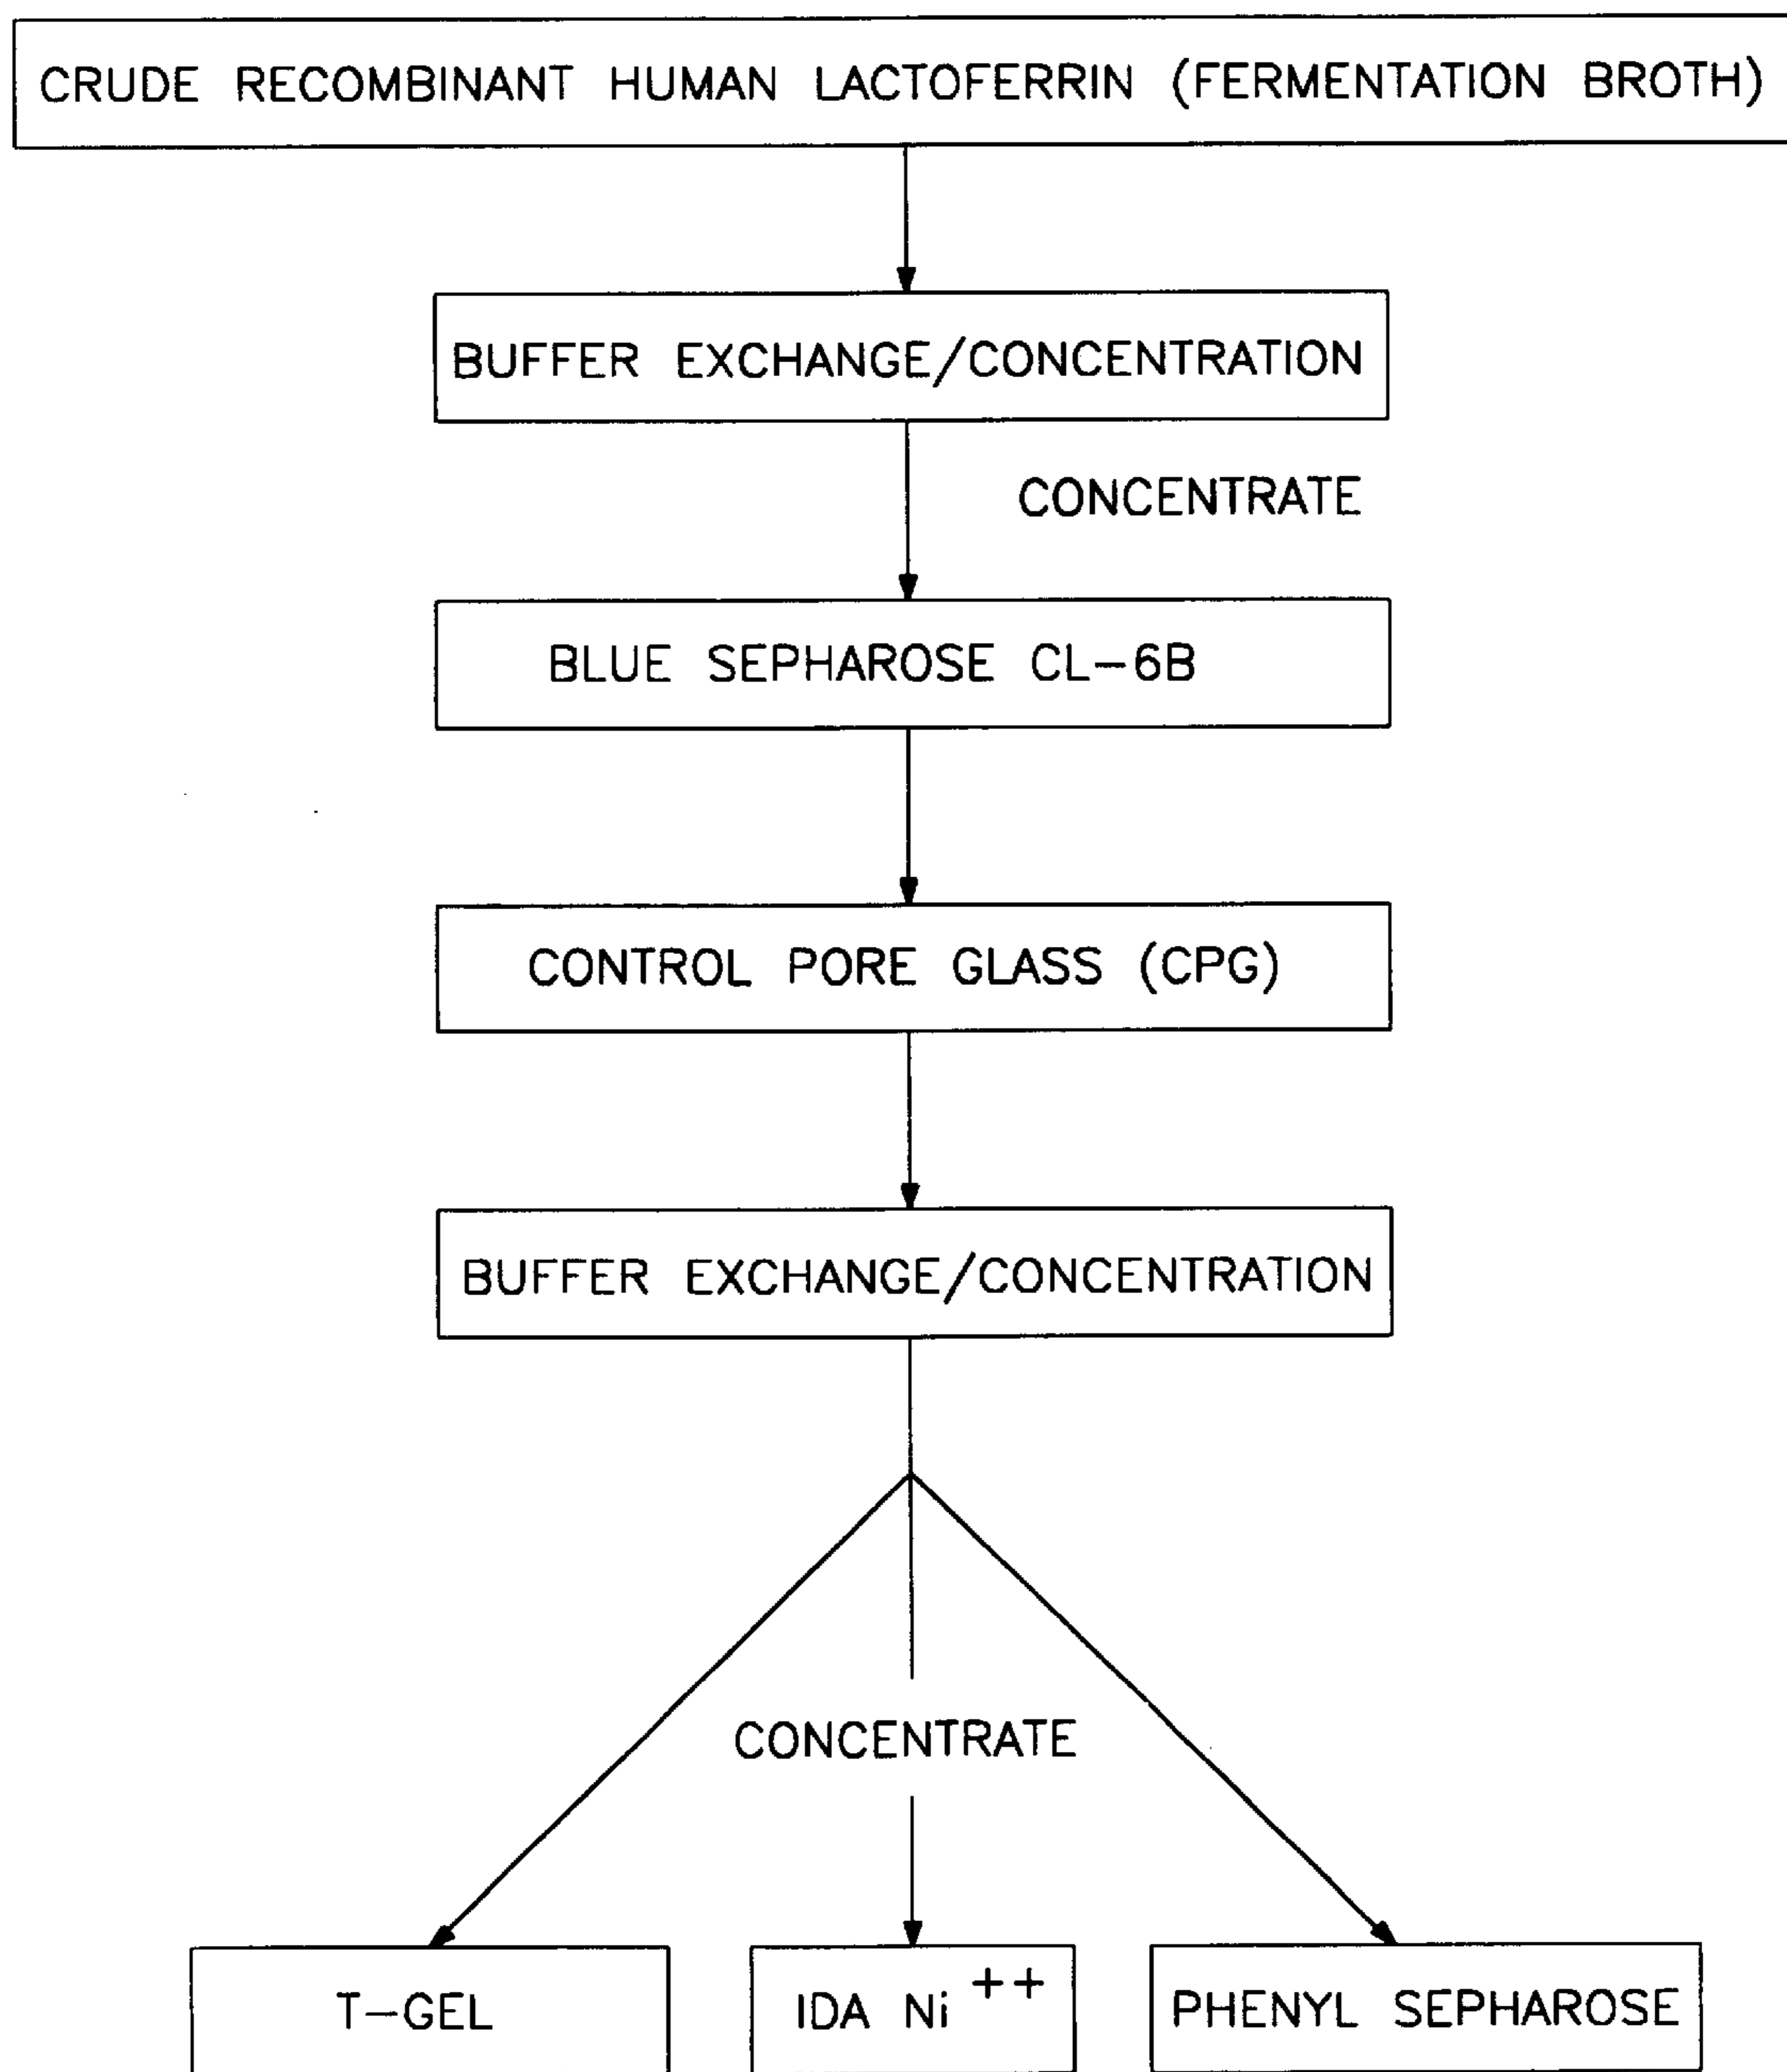 CRUDE RECOMBINANT HUMAN LACTOFERRIN (FERMENTATION BROTH)
BUFFER EXCHANGE/CONCENTRATION
CONCENTRATE
BLUE SEPHAROSE CL-6B
CONTROL PORE GLASS (CPG)
BUFFER EXCHANGE/CONCENTRATION
CONCENTRATE
T-GEL
IDA Ni ++
PHENYL SEPHAROSE